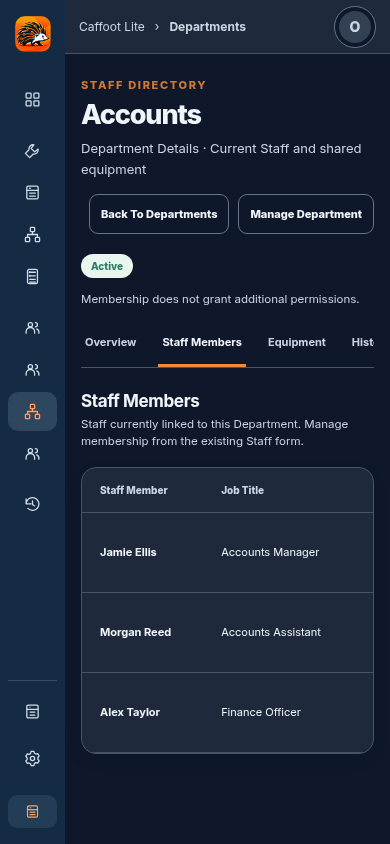 Caffoot Lite › Departments
O
STAFF DIRECTORY
Accounts
Department Details · Current Staff and shared
equipment
Back To Departments
Manage Department
Active
Membership does not grant additional permissions.
Overview Staff Members Equipment Histo
Staff Members
Staff currently linked to this Department. Manage
membership from the existing Staff form.
Staff Member Job Title
Jamie Ellis Accounts Manager
Morgan Reed Accounts Assistant
Alex Taylor Finance Officer